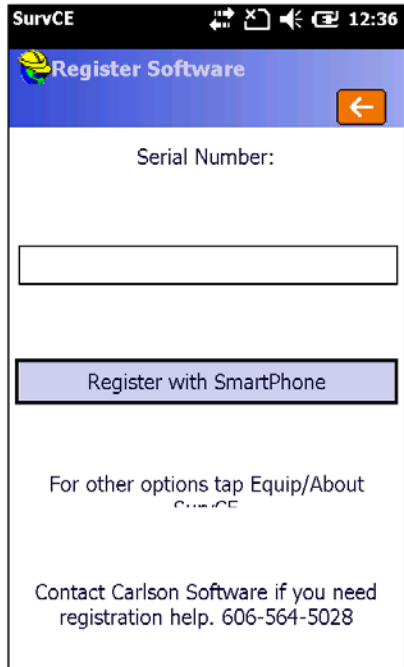 SurvCE 12:36
Register Software
Serial Number:
Register with SmartPhone
For other options tap Equip/About
Contact Carlson Software if you need
registration help. 606-564-5028